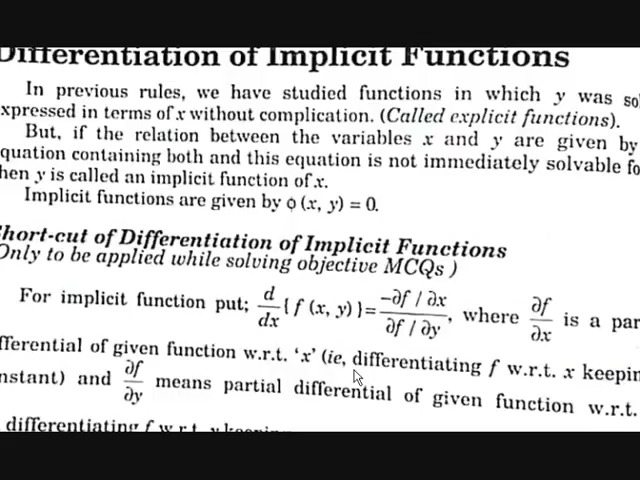 Differentiation of Implicit Functions
In previous rules, we have studied functions in which y was
xpressed in terms of x without complication. (Called explicit functions).
But, if the relation between the variables x and y are given by
quation containing both and this equation is not immediately solvable
hen y is called an implicit function of x.
Implicit functions are given by φ (x, y) = 0.
Short-cut of Differentiation of Implicit Functions
Only to be applied while solving objective MCQs )
For implicit function put; d/dx {f (x, y)} = −∂f / ∂x / ∂f / ∂y, where ∂f/∂x is a par
fferential of given function w.r.t. 'x' (ie, differentiating f w.r.t. x keepin
nstant) and ∂f/∂y means partial differential of given function w.r.t.
differentiating f w.r.t. y keeping